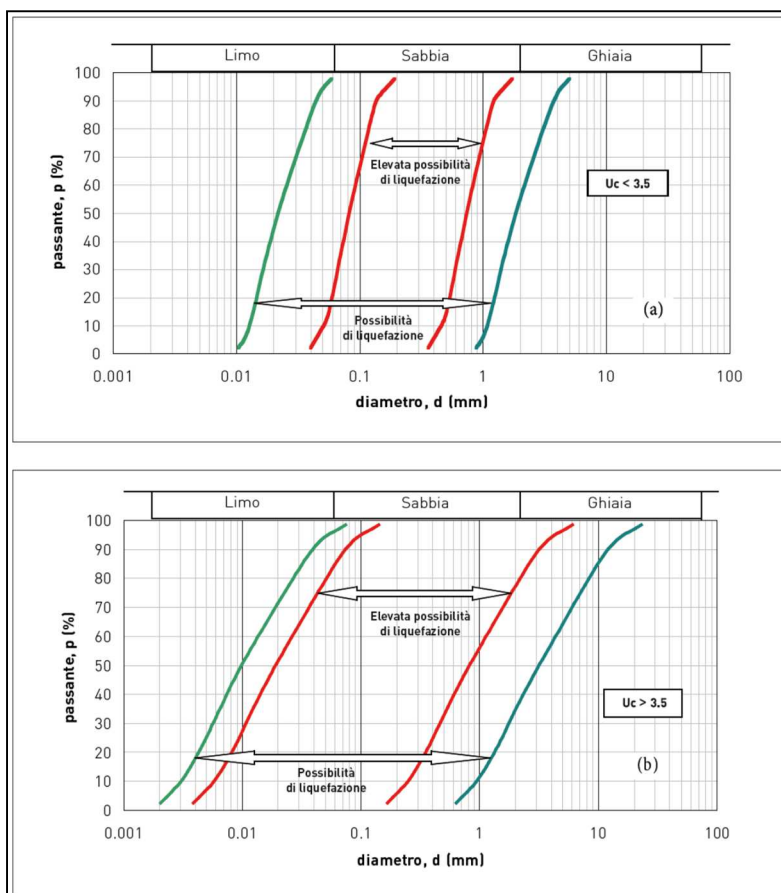 Limo Sabbia Ghiaia
100
90
80
70
60
50
40
30
20
10
0
passante, p (%)
Elevata possibilità
di liquefazione
Uc < 3.5
Possibilità
di liquefazione
(a)
0.001 0.01 0.1 1 10 100
diametro, d (mm)
Limo Sabbia Ghiaia
100
90
80
70
60
50
40
30
20
10
0
passante, p (%)
Elevata possibilità
di liquefazione
Uc > 3.5
Possibilità
di liquefazione
(b)
0.001 0.01 0.1 1 10 100
diametro, d (mm)